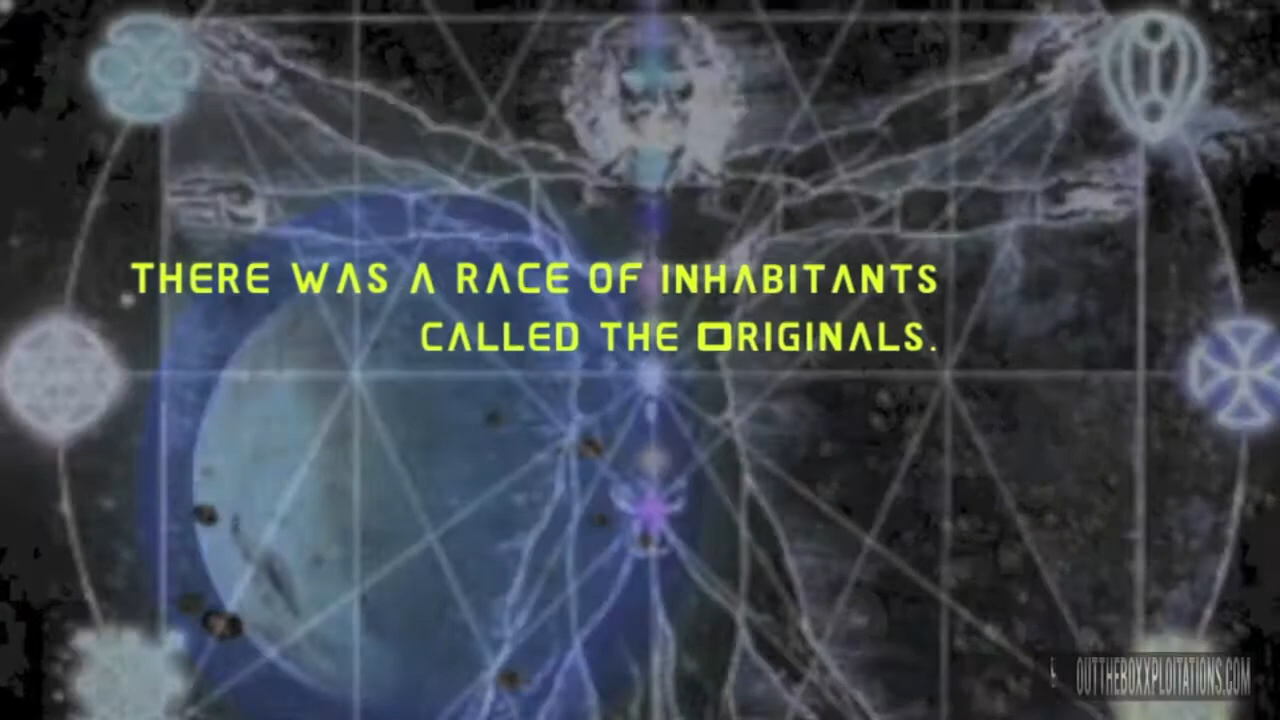 THERE WAS A RACE OF INHABITANTS
CALLED THE ORIGINALS.
OUTTHEBOXXPLOITATIONS.COM